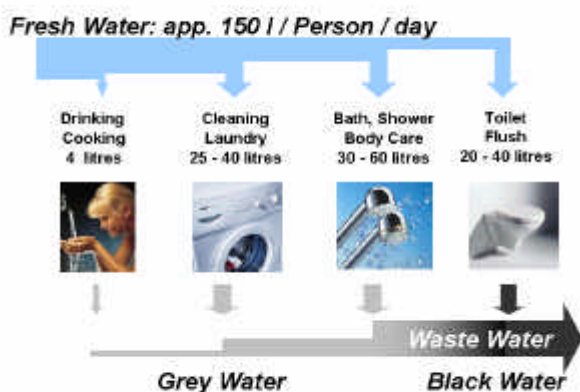 Fresh Water: app. 150 l / Person / day
Drinking
Cooking
4 litres
Cleaning
Laundry
25 - 40 litres
Bath, Shower
Body Care
30 - 60 litres
Toilet
Flush
20 - 40 litres
Waste Water
Grey Water
Black Water